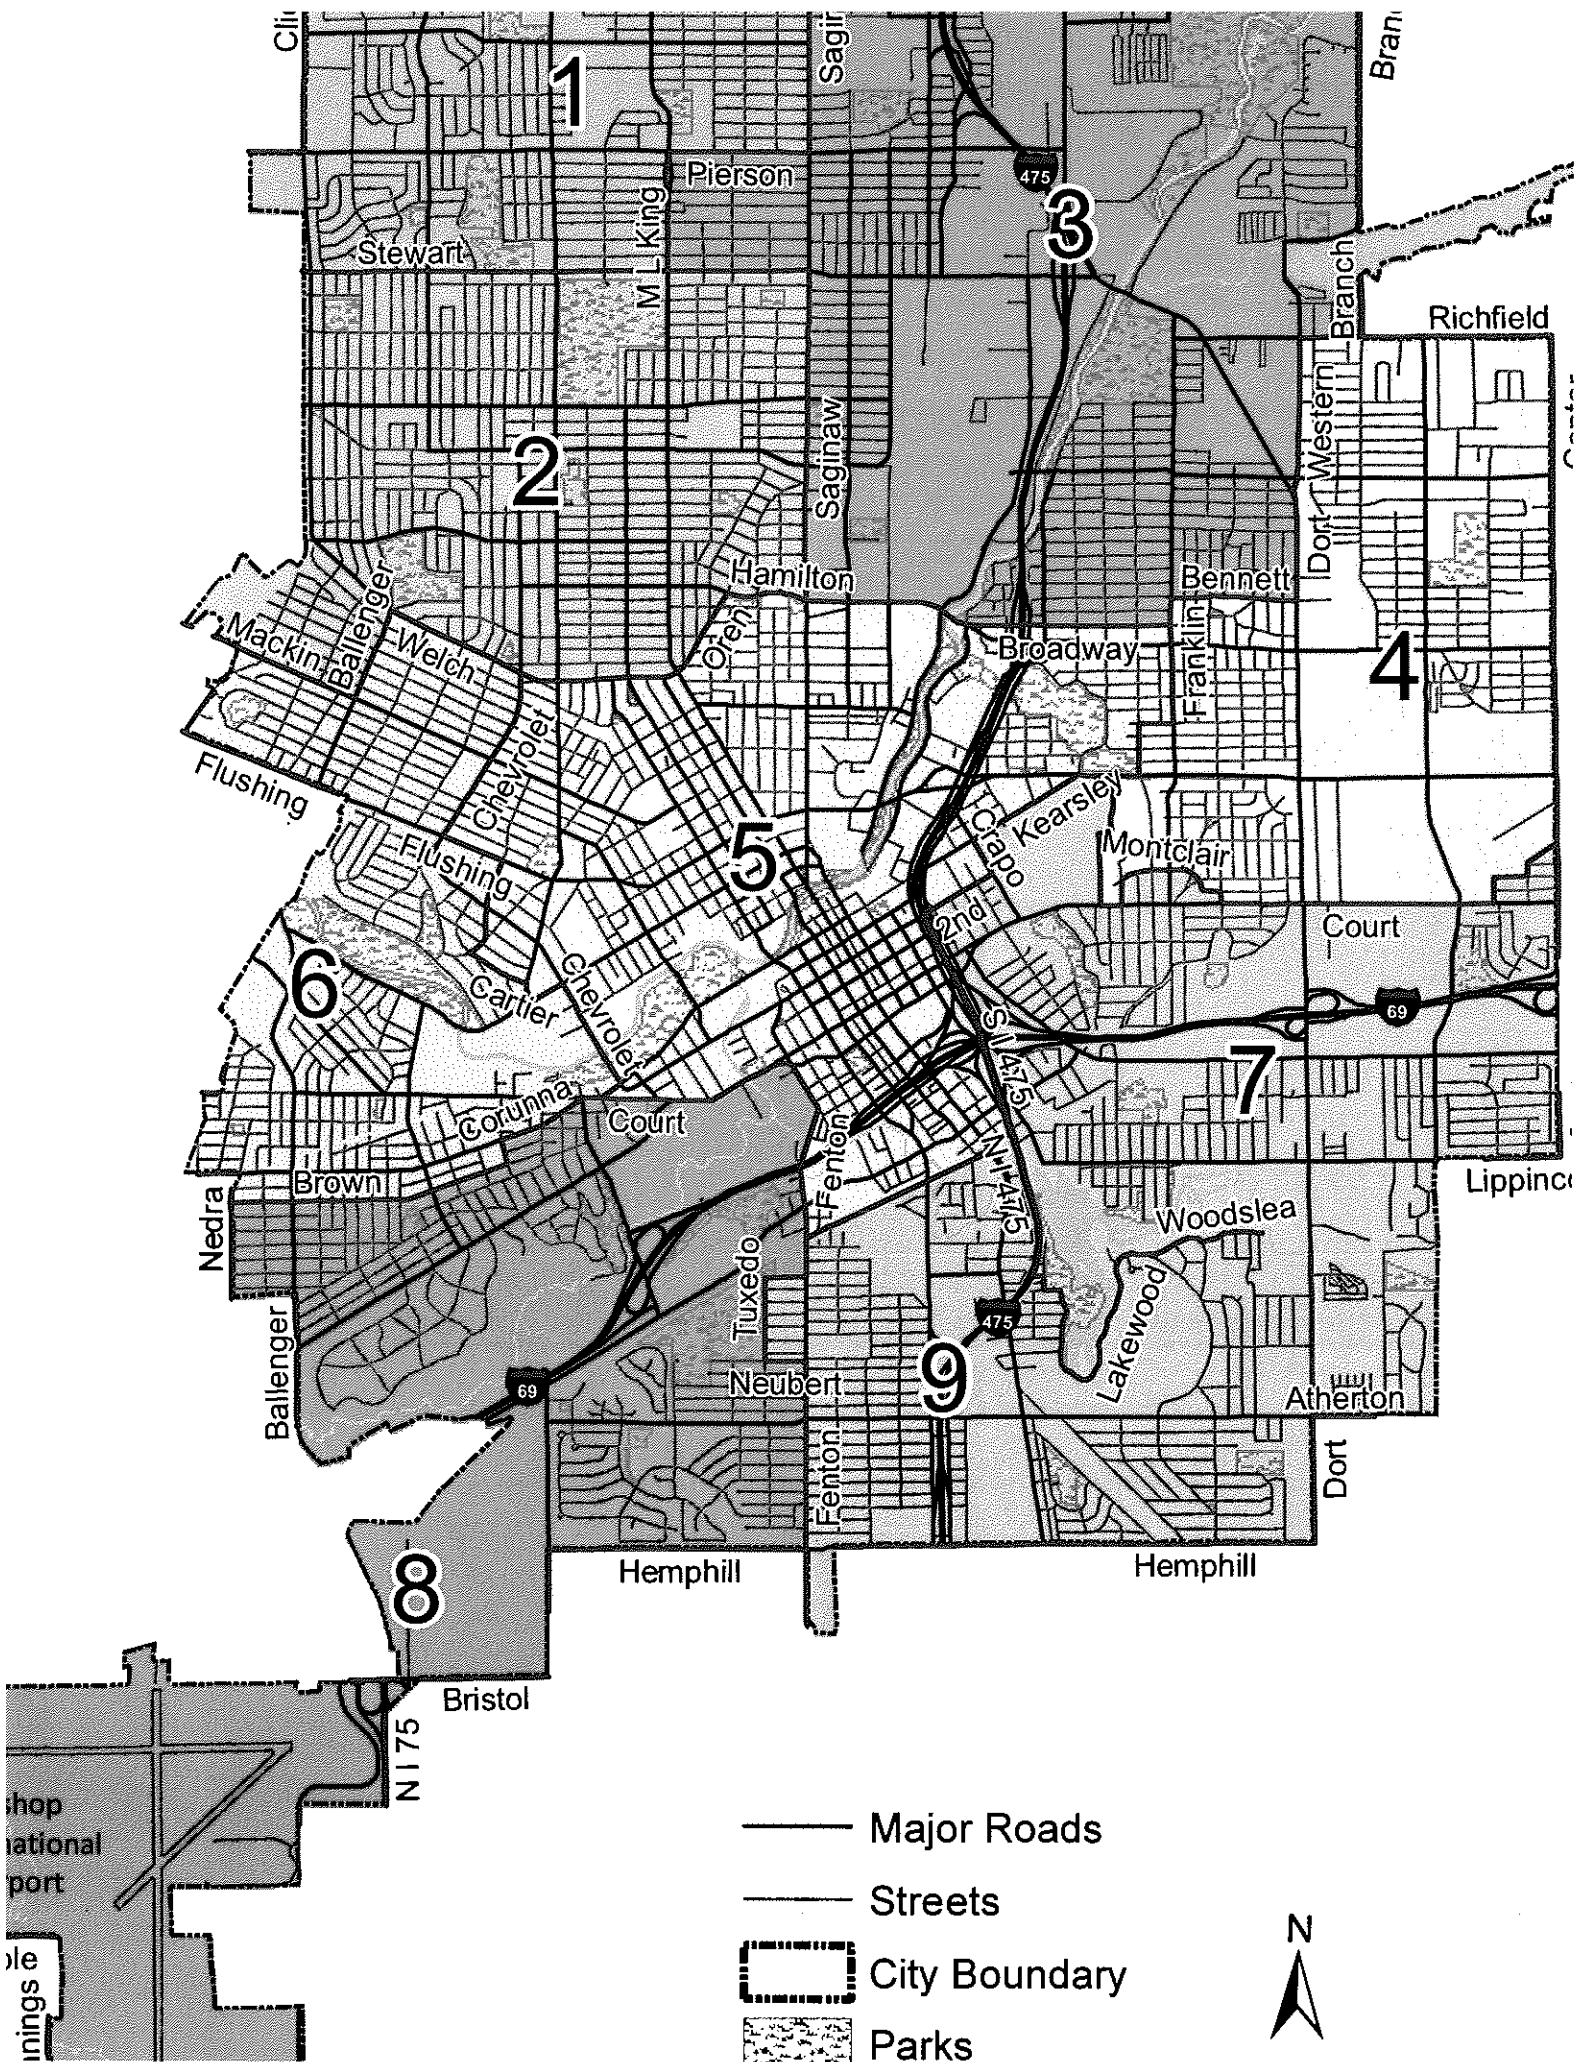 1
Pierson
475
3
Stewart
M L King
Branch
Richfield
2
Saginaw
Dort
Western
Hamilton
Bennett
Ballenger
Mackin
Welch
Oren
Broadway
Franklin
4
Flushing
Chevrolet
Kearsley
Capo
Montclair
5
Flushing
2nd
Court
6
Cartier
Chevrolet
S I 475
69
7
Corunna
Court
Fenton
N I 475
Brown
Nedra
Woodslea
Tuxedo
Lakewood
475
Ballenger
69
Neubert
9
Atherton
Fenton
Dort
Hemphill
Hemphill
8
Bristol
N I 75
Major Roads
Streets
City Boundary
Parks
N